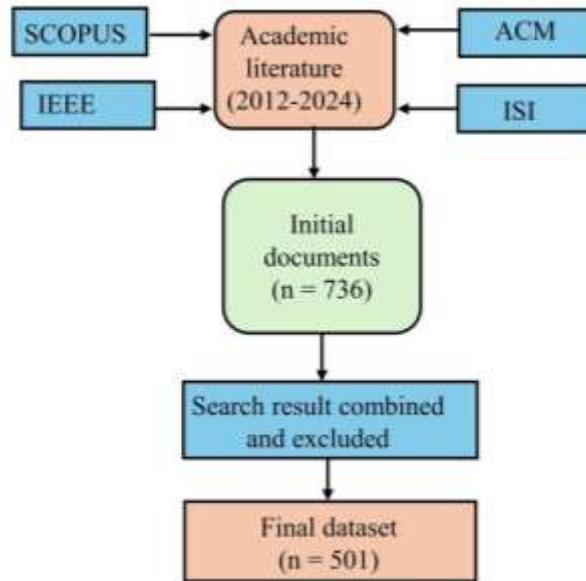 SCOPUS
IEEE
Academic
literature
(2012-2024)
ACM
ISI
Initial
documents
(n = 736)
Search result combined
and excluded
Final dataset
(n = 501)